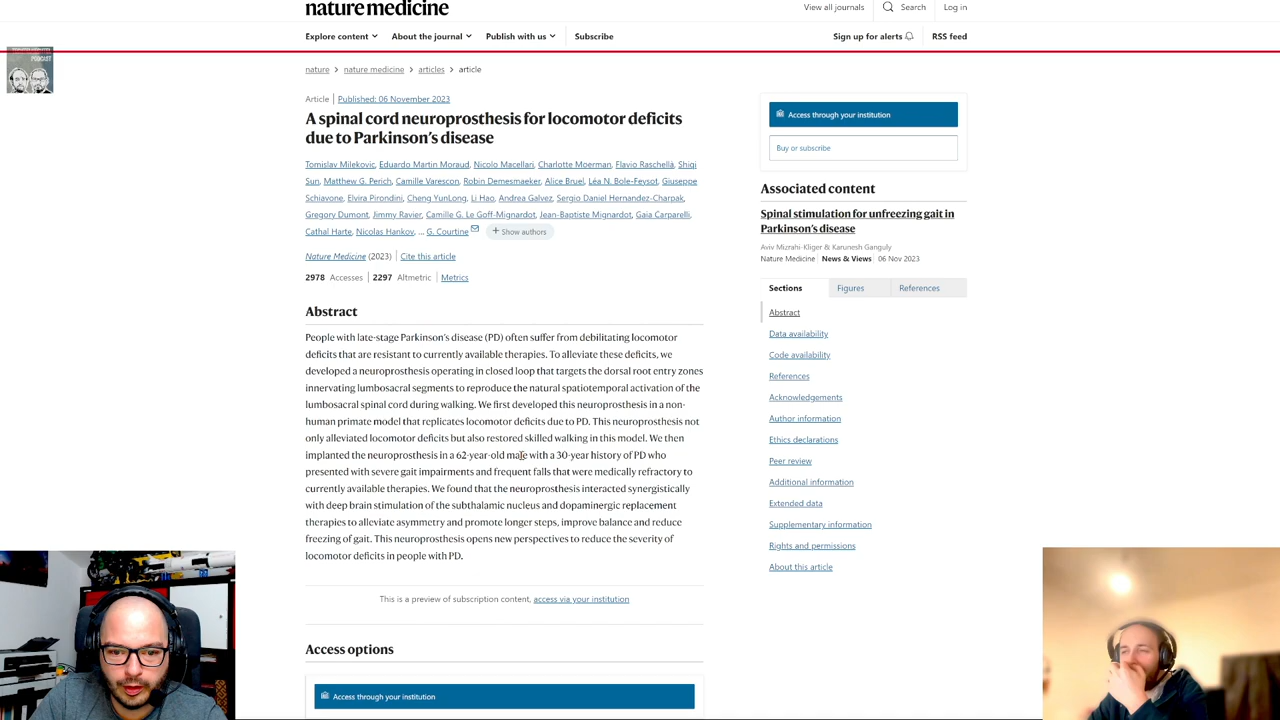 nature medicine
View all journals
Search
Log in
Explore content
About the journal
Publish with us
Subscribe
Sign up for alerts
RSS feed
PODCAST
nature > nature medicine > articles > article
Article | Published: 06 November 2023
A spinal cord neuroprosthesis for locomotor deficits
due to Parkinson's disease
Tomislav Milekovic, Eduardo Martin Moraud, Nicolo Macellari, Charlotte Moerman, Flavio Raschellà, Shiqi
Sun, Matthew G. Perich, Camille Varescon, Robin Demesmaeker, Alice Bruel, Léa N. Bole-Feysot, Giuseppe
Schiavone, Elvira Pirondini, Cheng YunLong, Li Hao, Andrea Galvez, Sergio Daniel Hernandez-Charpak,
Gregory Dumont, Jimmy Ravier, Camille G. Le Goff-Mignardot, Jean-Baptiste Mignardot, Gaia Carparelli,
Cathal Harte, Nicolas Hankov, ... G. Courtine + Show authors
Nature Medicine (2023) | Cite this article
2978 Accesses | 2297 Altmetric | Metrics
Abstract
People with late-stage Parkinson's disease (PD) often suffer from debilitating locomotor
deficits that are resistant to currently available therapies. To alleviate these deficits, we
developed a neuroprosthesis operating in closed loop that targets the dorsal root entry zones
innervating lumbosacral segments to reproduce the natural spatiotemporal activation of the
lumbosacral spinal cord during walking. We first developed this neuroprosthesis in a non-
human primate model that replicates locomotor deficits due to PD. This neuroprosthesis not
only alleviated locomotor deficits but also restored skilled walking in this model. We then
implanted the neuroprosthesis in a 62-year-old male with a 30-year history of PD who
presented with severe gait impairments and frequent falls that were medically refractory to
currently available therapies. We found that the neuroprosthesis interacted synergistically
with deep brain stimulation of the subthalamic nucleus and dopaminergic replacement
therapies to alleviate asymmetry and promote longer steps, improve balance and reduce
freezing of gait. This neuroprosthesis opens new perspectives to reduce the severity of
locomotor deficits in people with PD.
This is a preview of subscription content, access via your institution
Access options
Access through your institution
Access through your institution
Buy or subscribe
Associated content
Spinal stimulation for unfreezing gait in
Parkinson's disease
Aviv Mizrahi-Kliger & Karunesh Ganguly
Nature Medicine | News & Views | 06 Nov 2023
Sections
Figures
References
Abstract
Data availability
Code availability
References
Acknowledgements
Author information
Ethics declarations
Peer review
Additional information
Extended data
Supplementary information
Rights and permissions
About this article